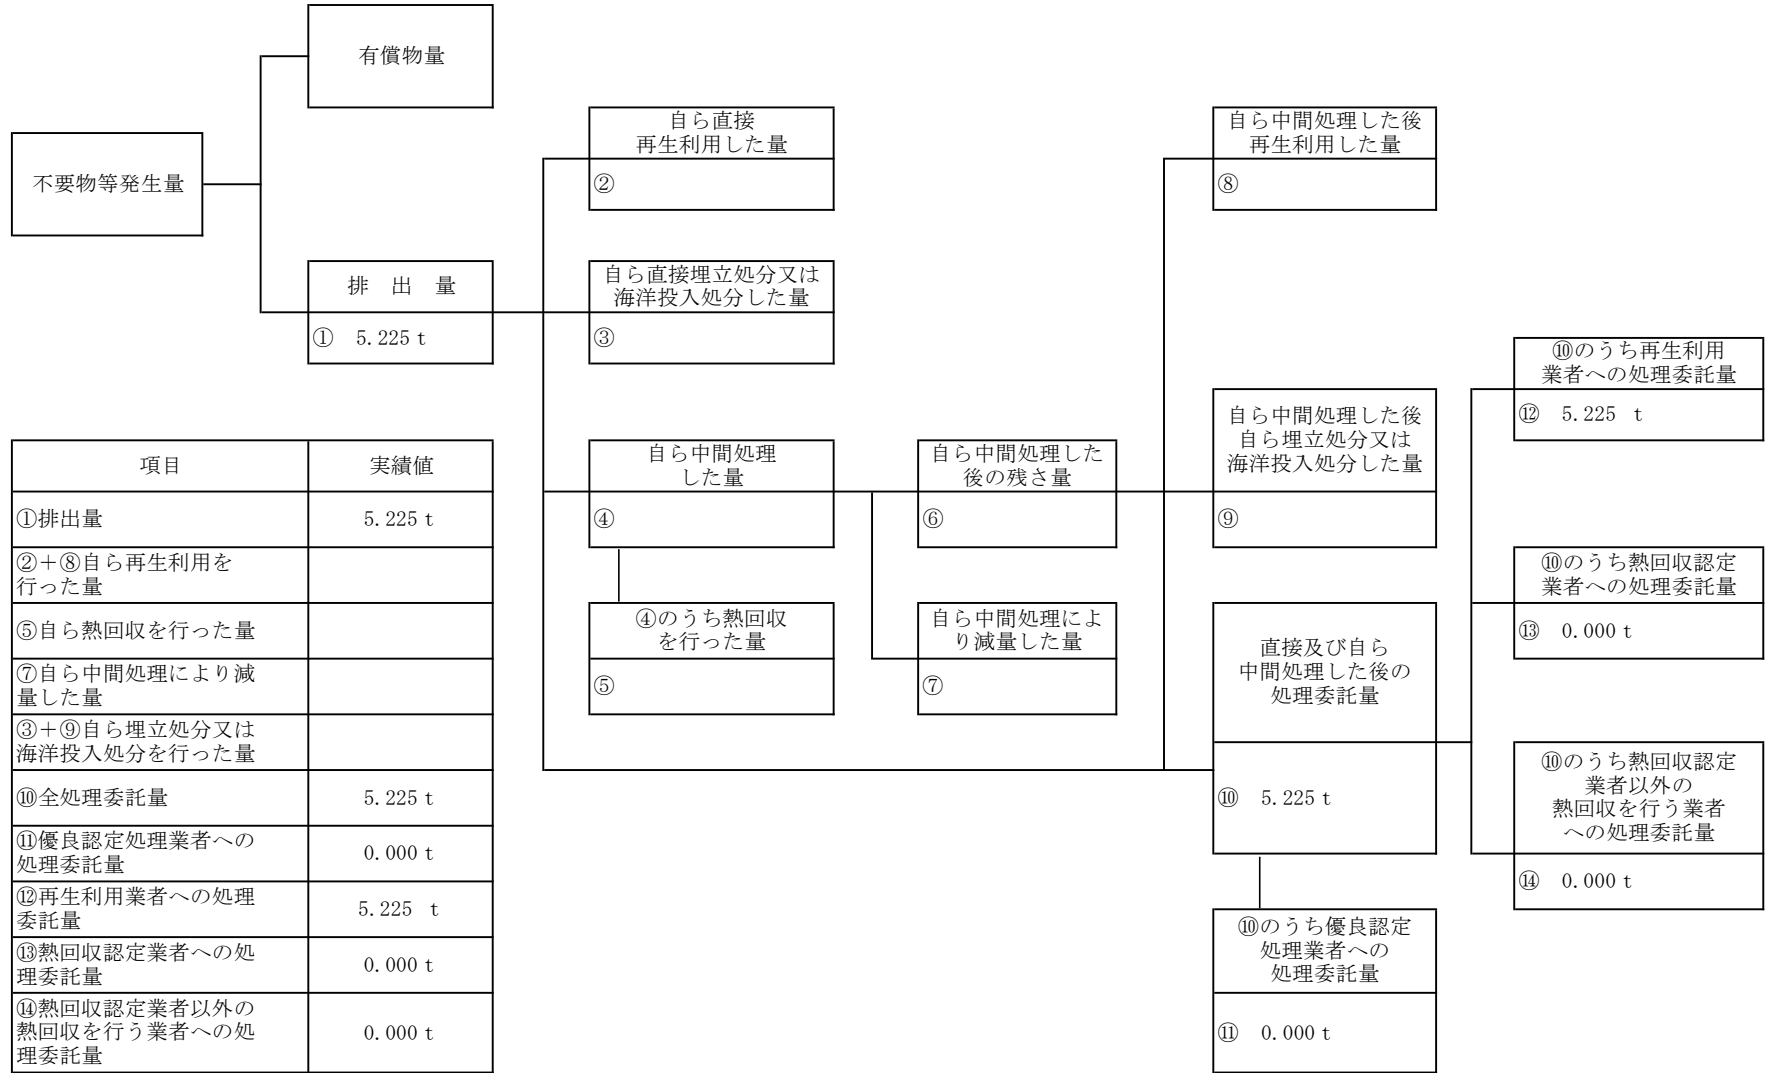 有償物量
不要物等発生量
排　出　量
①　5.225 t
自ら直接
再生利用した量
②
自ら直接埋立処分又は
海洋投入処分した量
③
自ら中間処理
した量
④
④のうち熱回収
を行った量
⑤
自ら中間処理した
後の残さ量
⑥
自ら中間処理によ
り減量した量
⑦
自ら中間処理した後
再生利用した量
⑧
自ら中間処理した後
自ら埋立処分又は
海洋投入処分した量
⑨
直接及び自ら
中間処理した後の
処理委託量
⑩　5.225 t
⑩のうち優良認定
処理業者への
処理委託量
⑪　0.000 t
⑩のうち再生利用
業者への処理委託量
⑫　5.225　t
⑩のうち熱回収認定
業者への処理委託量
⑬　0.000 t
⑩のうち熱回収認定
業者以外の
熱回収を行う業者
への処理委託量
⑭　0.000 t
項目　実績値
①排出量　5.225 t
②＋⑧自ら再生利用を
行った量
⑤自ら熱回収を行った量
⑦自ら中間処理により減
量した量
③＋⑨自ら埋立処分又は
海洋投入処分を行った量
⑩全処理委託量　5.225 t
⑪優良認定処理業者への
処理委託量
0.000 t
⑫再生利用業者への処理
委託量
5.225　t
⑬熱回収認定業者への処
理委託量
0.000 t
⑭熱回収認定業者以外の
熱回収を行う業者への処
理委託量
0.000 t